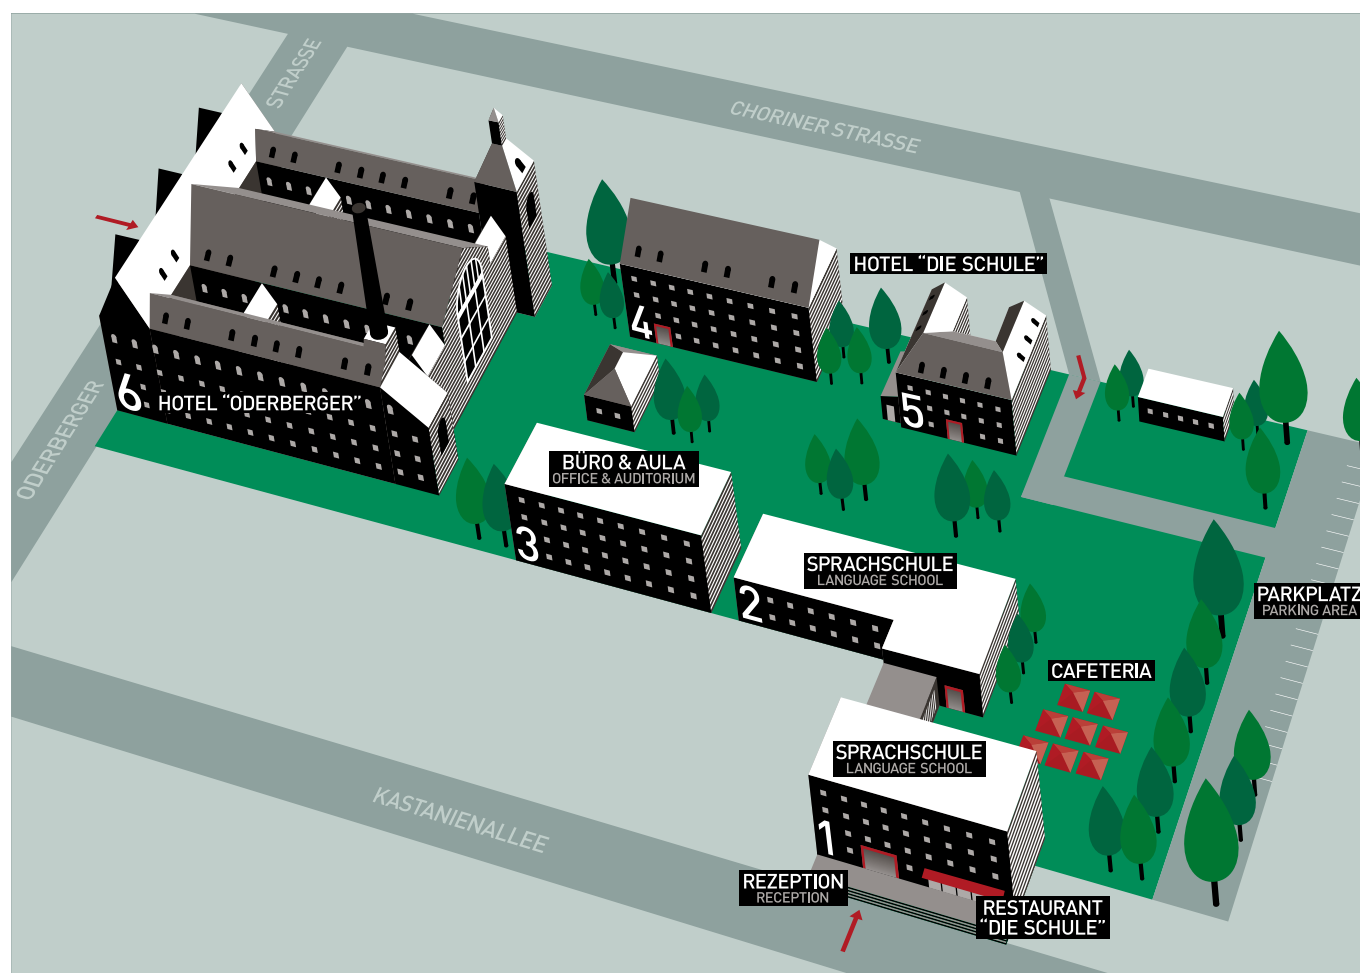 STRASSE
CHORINER STRASSE
HOTEL “DIE SCHULE”
4
5
6
HOTEL “ODERBERGER”
ODERBERGER
BÜRO & AULA
OFFICE & AUDITORIUM
3
SPRACHSCHULE
LANGUAGE SCHOOL
2
PARKPLATZ
PARKING AREA
CAFETERIA
SPRACHSCHULE
LANGUAGE SCHOOL
1
KASTANIENALLEE
REZEPTION
RECEPTION
RESTAURANT
“DIE SCHULE”